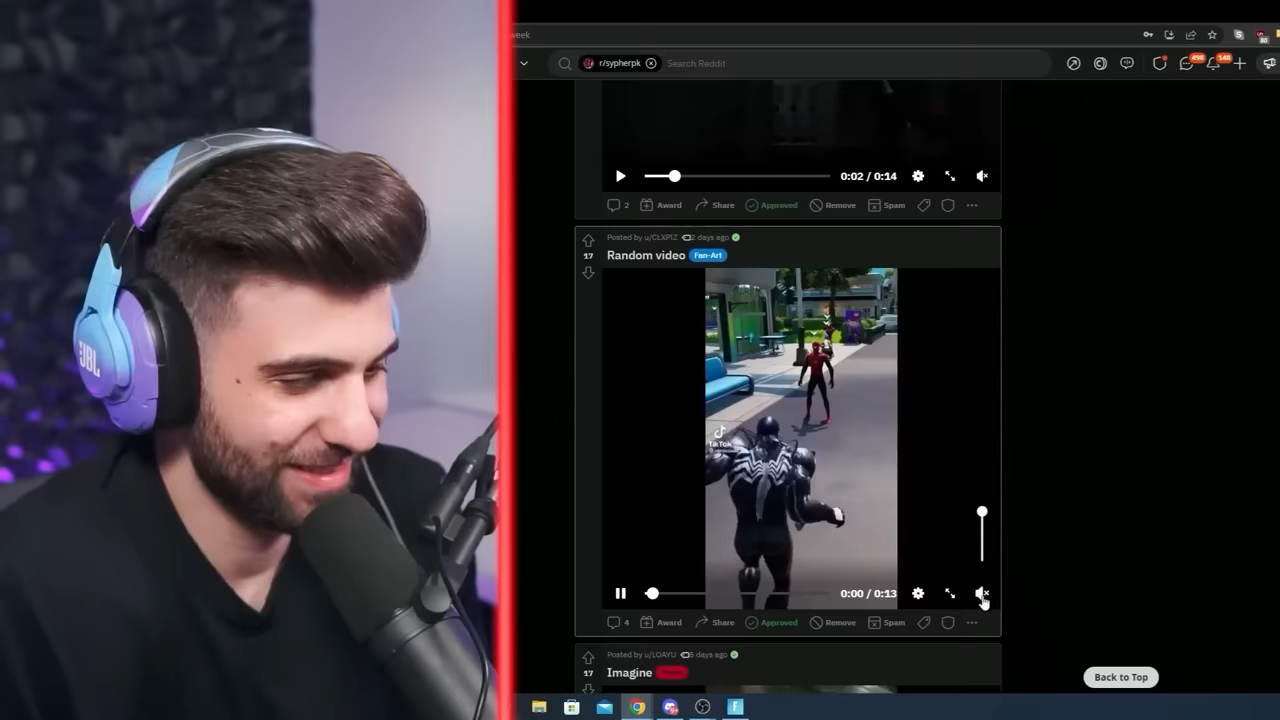 week
r/sypherpk Search Reddit
498 148
JBL
0:02 / 0:14
2 Award Share Approved Remove Spam
Posted by u/CLXPIZ 2 days ago
17
Random video Fan-Art
TikTok
0:00 / 0:13
4 Award Share Approved Remove Spam
Posted by u/LOAYU 5 days ago
17
Imagine
Back to Top